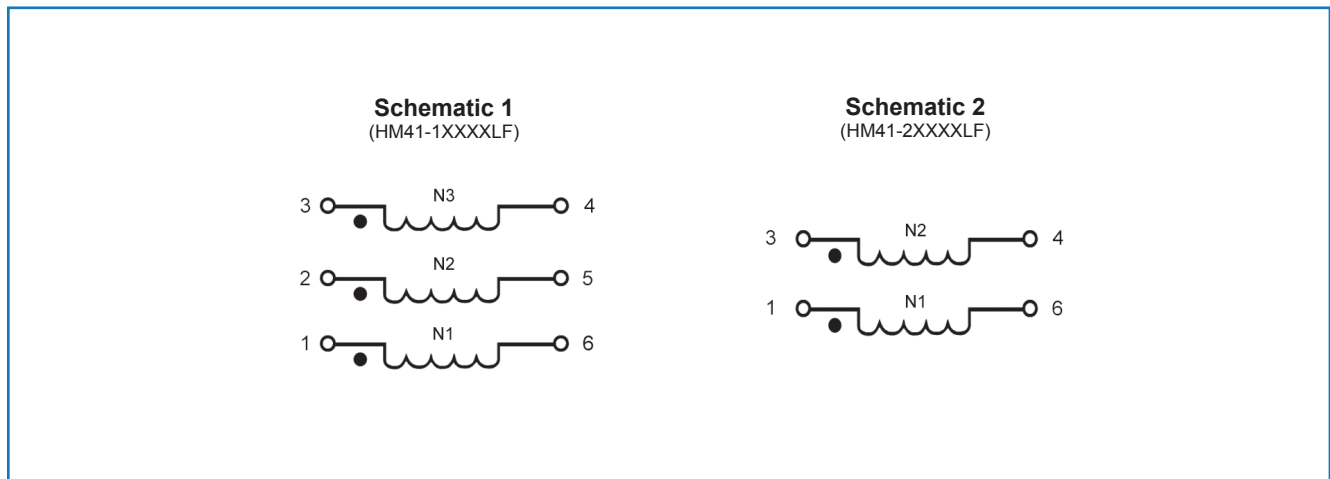 Schematic 1
(HM41-1XXXXLF)
3 N3 4
2 N2 5
1 N1 6
Schematic 2
(HM41-2XXXXLF)
3 N2 4
1 N1 6